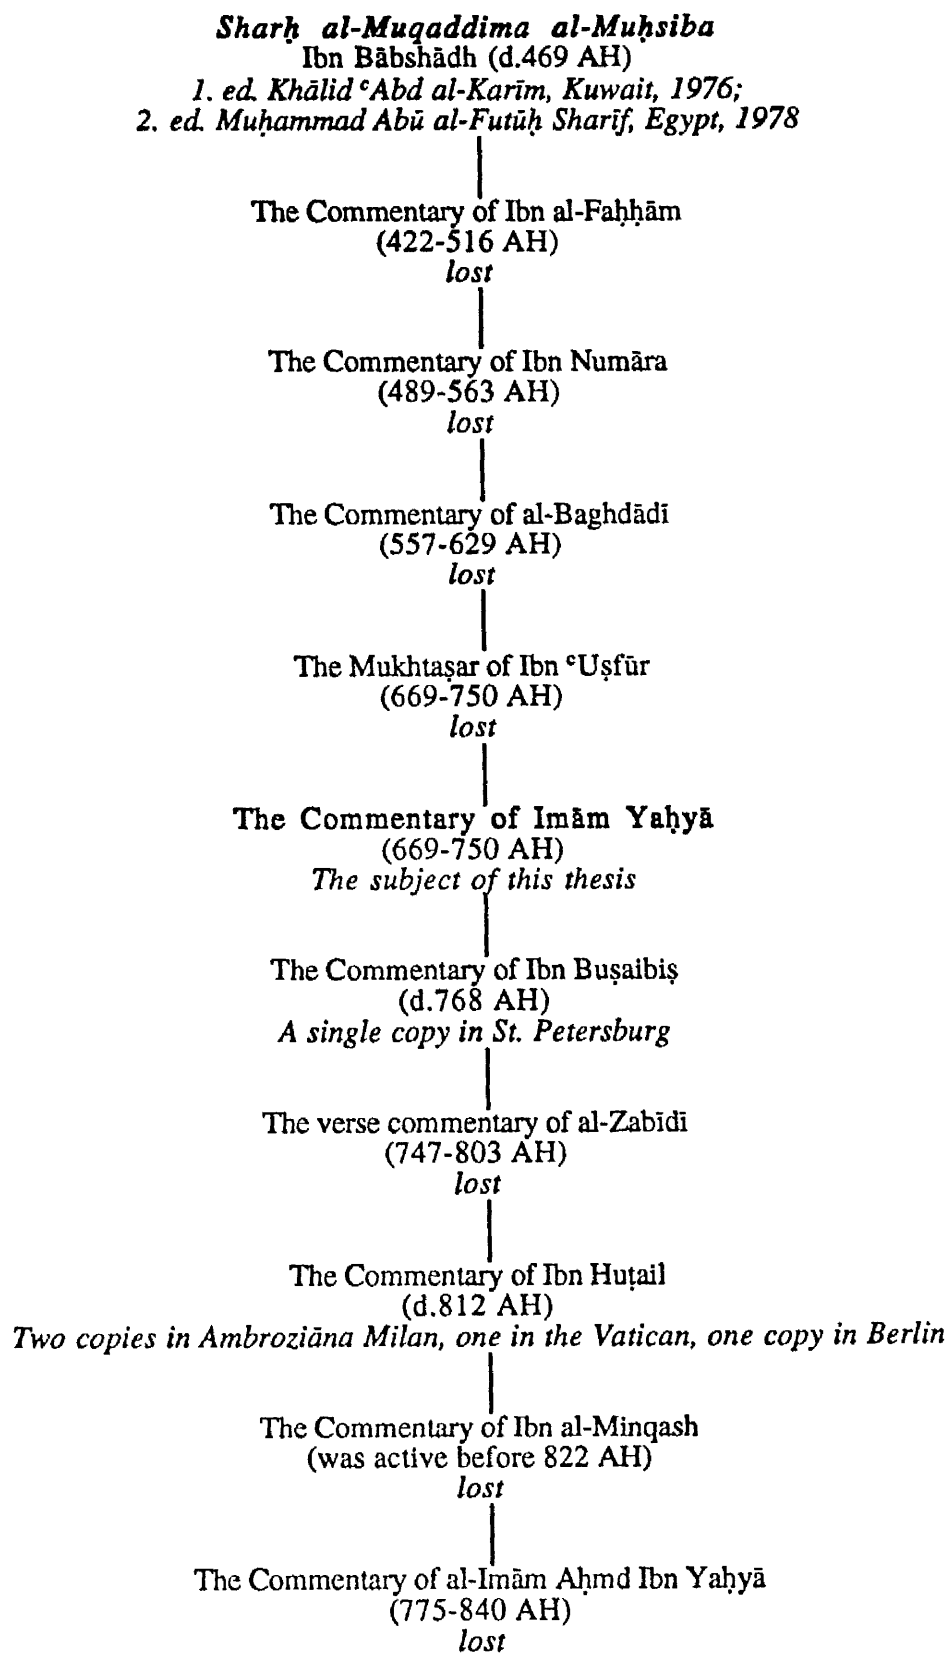 Sharḥ al-Muqaddima al-Muḥsiba
Ibn Bābshādh (d.469 AH)
1. ed. Khālid ᶜAbd al-Karīm, Kuwait, 1976;
2. ed. Muḥammad Abū al-Futūḥ Sharīf, Egypt, 1978
The Commentary of Ibn al-Faḥḥām
(422-516 AH)
lost
The Commentary of Ibn Numāra
(489-563 AH)
lost
The Commentary of al-Baghdādī
(557-629 AH)
lost
The Mukhtaṣar of Ibn ᶜUṣfūr
(669-750 AH)
lost
The Commentary of Imām Yaḥyā
(669-750 AH)
The subject of this thesis
The Commentary of Ibn Buṣaibiṣ
(d.768 AH)
A single copy in St. Petersburg
The verse commentary of al-Zabīdī
(747-803 AH)
lost
The Commentary of Ibn Huṭail
(d.812 AH)
Two copies in Ambroziāna Milan, one in the Vatican, one copy in Berlin
The Commentary of Ibn al-Minqash
(was active before 822 AH)
lost
The Commentary of al-Imām Aḥmd Ibn Yaḥyā
(775-840 AH)
lost